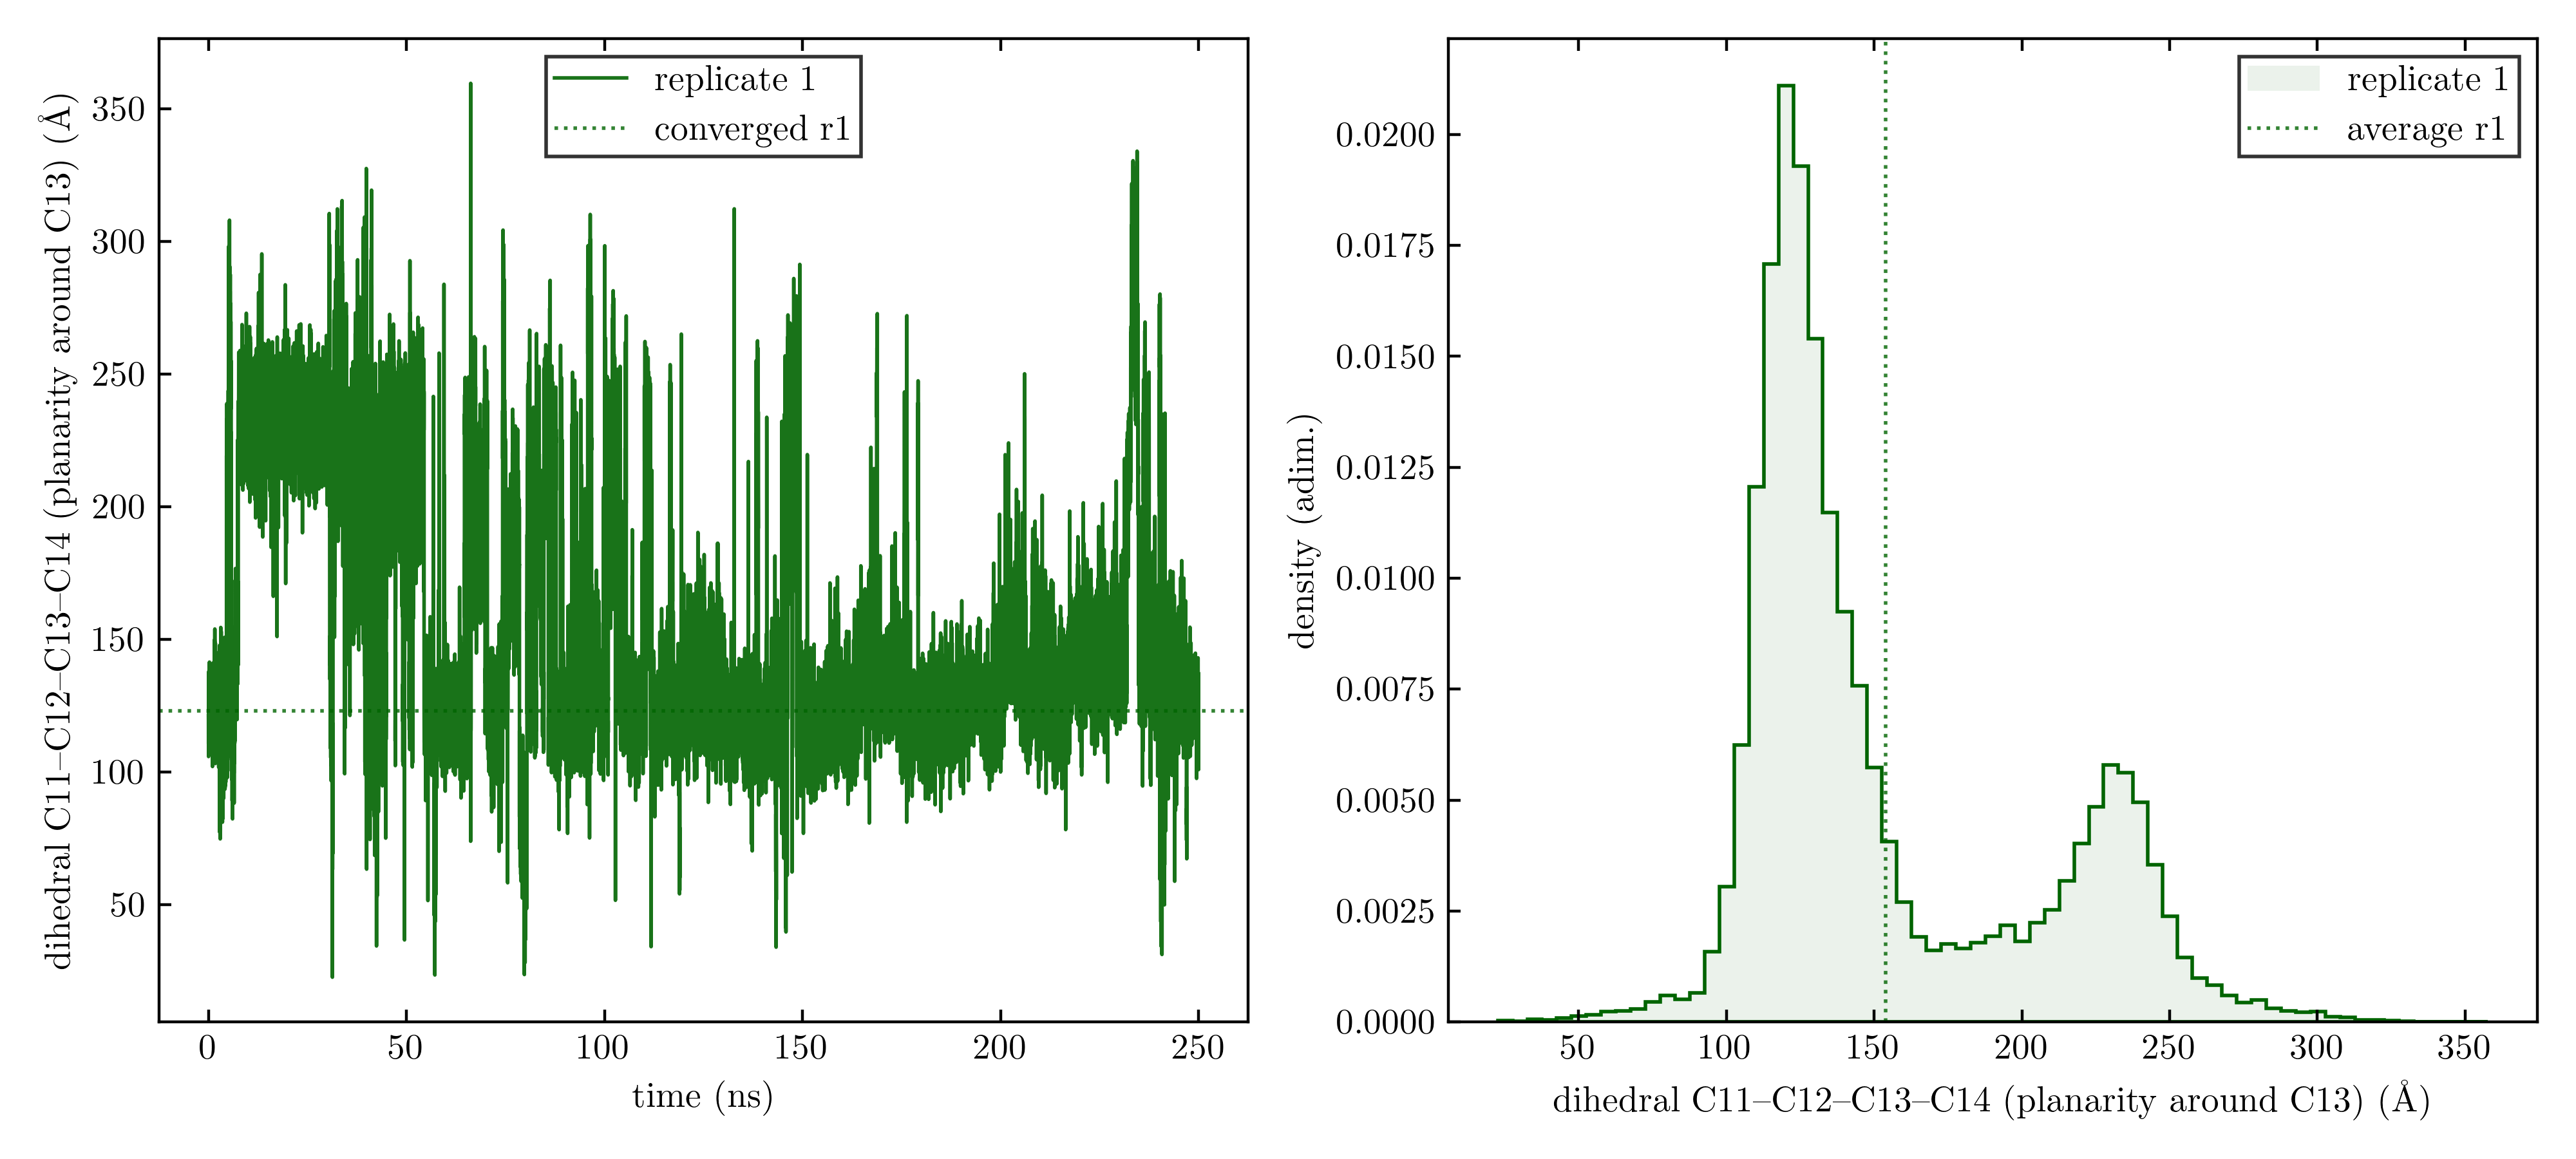 dihedral C11–C12–C13–C14 (planarity around C13) (Å)
350
300
250
200
150
100
50
replicate 1
converged r1
0 50 100 150 200 250
time (ns)
density (adim.)
0.0200
0.0175
0.0150
0.0125
0.0100
0.0075
0.0050
0.0025
0.0000
replicate 1
average r1
50 100 150 200 250 300 350
dihedral C11–C12–C13–C14 (planarity around C13) (Å)